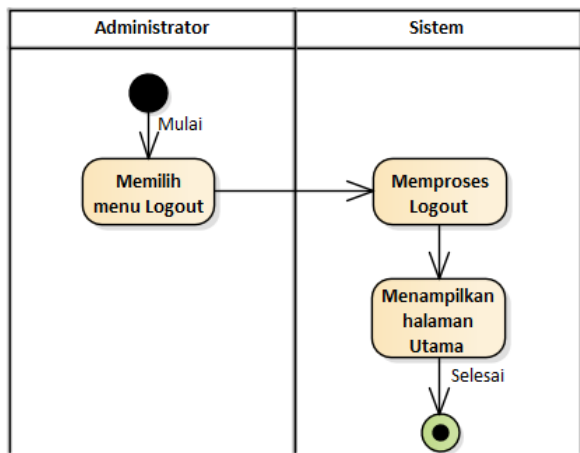 Administrator
Sistem
Mulai
Memilih
menu Logout
Memproses
Logout
Menampilkan
halaman
Utama
Selesai